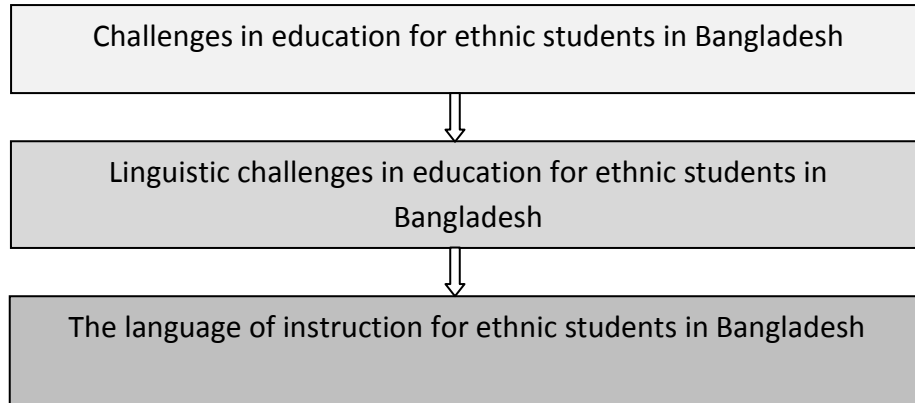 Challenges in education for ethnic students in Bangladesh
Linguistic challenges in education for ethnic students in
Bangladesh
The language of instruction for ethnic students in Bangladesh